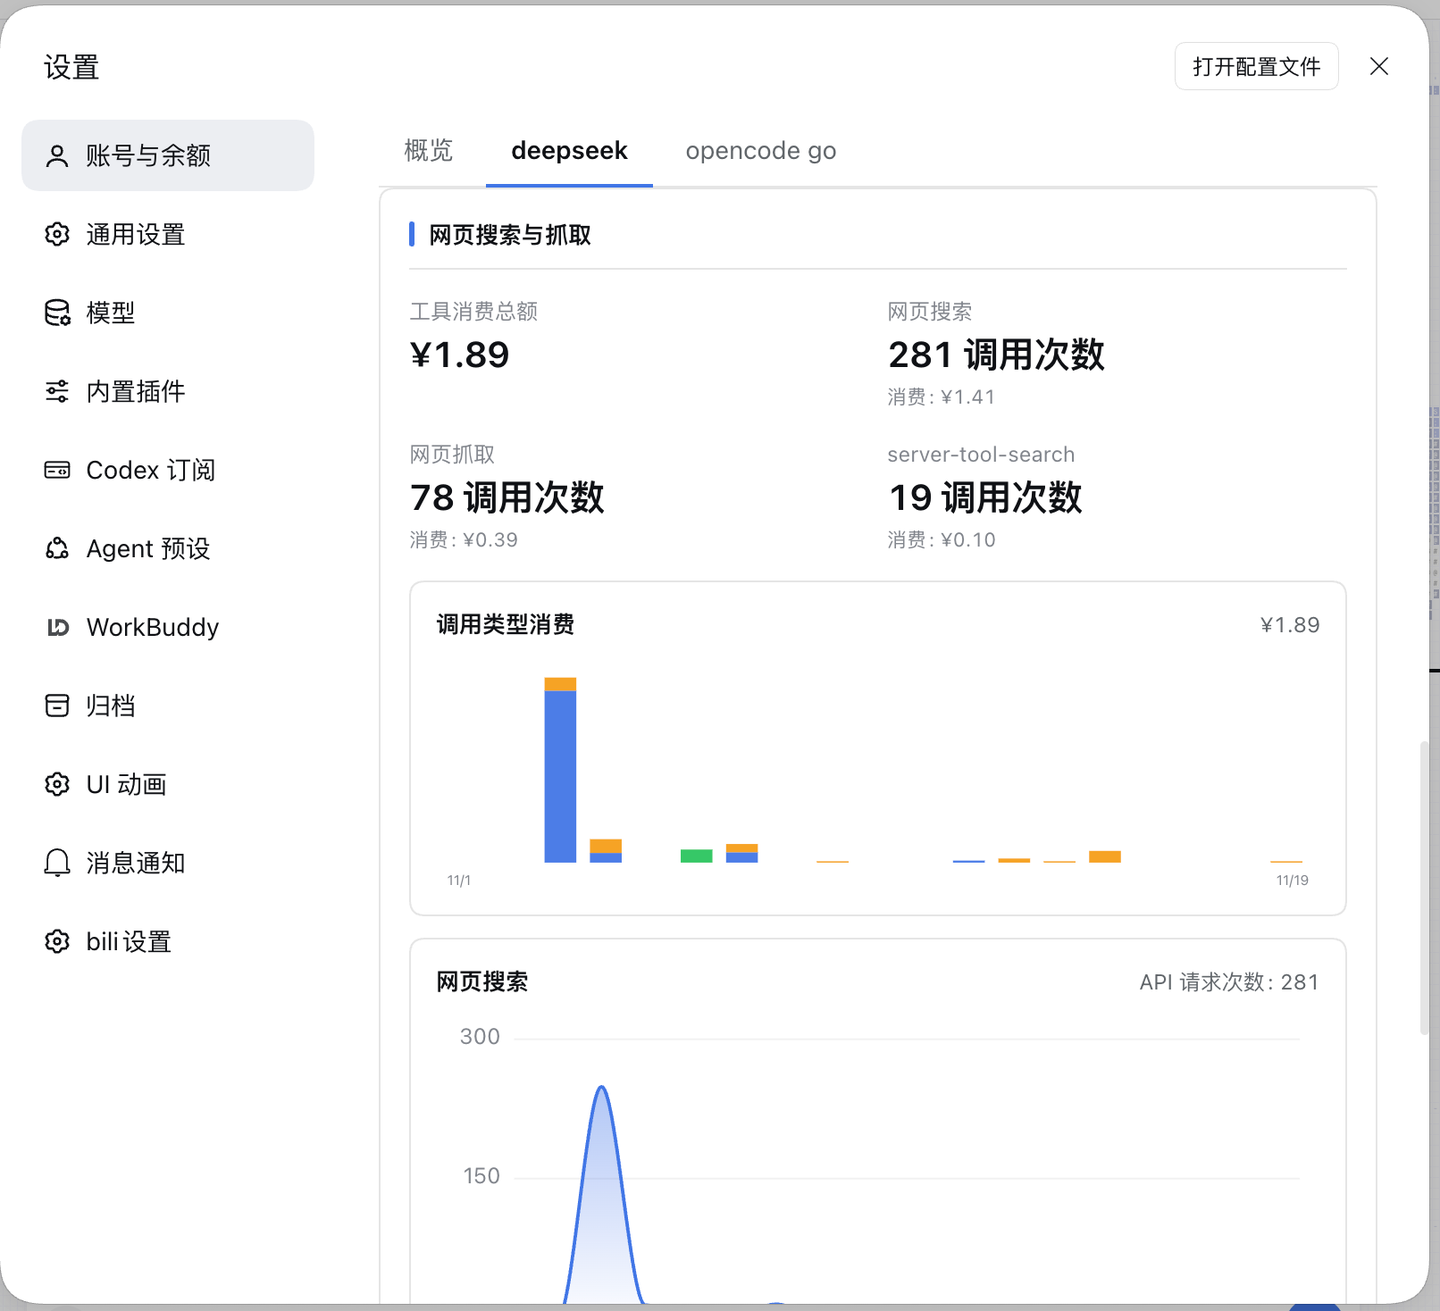 设置
打开配置文件
账号与余额
通用设置
模型
内置插件
Codex 订阅
Agent 预设
WorkBuddy
归档
UI 动画
消息通知
bili 设置
概览
deepseek
opencode go
网页搜索与抓取
工具消费总额
¥1.89
网页搜索
281 调用次数
消费: ¥1.41
网页抓取
78 调用次数
消费: ¥0.39
server-tool-search
19 调用次数
消费: ¥0.10
调用类型消费
¥1.89
11/1
11/19
网页搜索
API 请求次数: 281
300
150